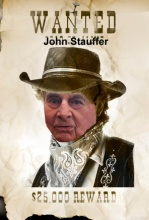 WANTED
John Stauffer
$25,000 REWARD